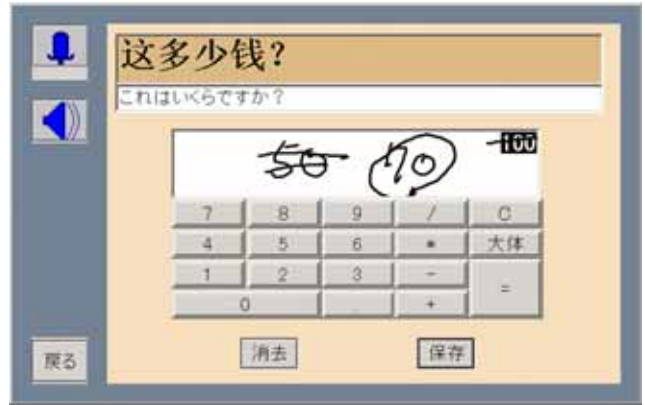 这多少钱?
これはいくらですか?
50 70 100
7 8 9 / C
4 5 6 * 大体
1 2 3 -
=
0 . +
戻る 消去 保存